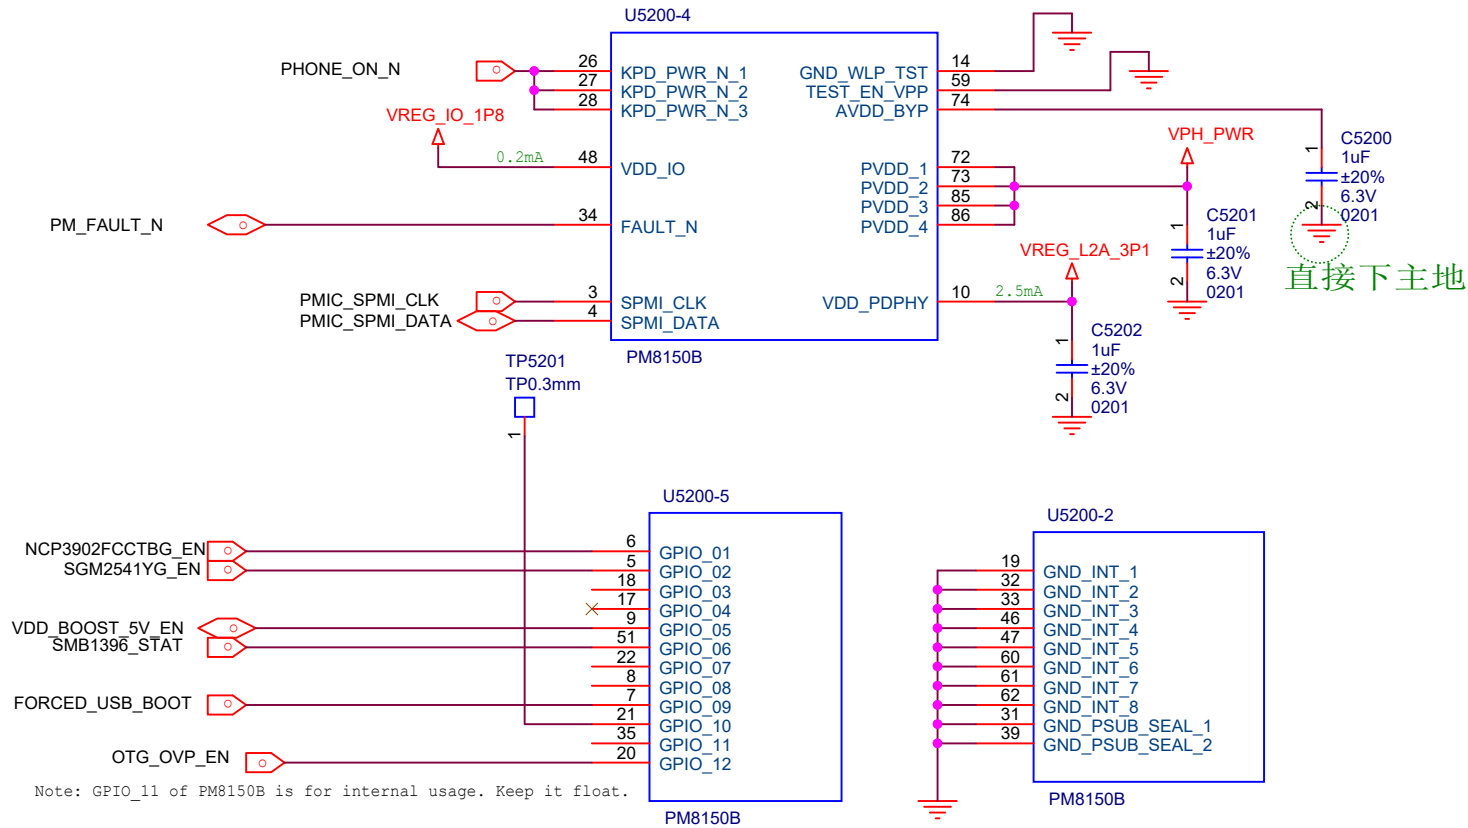 U5200-4
PHONE_ON_N
26
27
28
KPD_PWR_N_1
KPD_PWR_N_2
KPD_PWR_N_3
VREG_IO_1P8
0.2mA
48
VDD_IO
PM_FAULT_N
34
FAULT_N
PMIC_SPMI_CLK
3
SPMI_CLK
PMIC_SPMI_DATA
4
SPMI_DATA
GND_WLP_TST
14
TEST_EN_VPP
59
AVDD_BYP
74
PVDD_1
72
PVDD_2
73
PVDD_3
85
PVDD_4
86
VDD_PDPHY
10
2.5mA
PM8150B
VPH_PWR
VREG_L2A_3P1
1
2
C5200
1uF
±20%
6.3V
0201
直接下主地
1
2
C5201
1uF
±20%
6.3V
0201
1
2
C5202
1uF
±20%
6.3V
0201
TP5201
TP0.3mm
1
U5200-5
NCP3902FCCTBG_EN
6
GPIO_01
SGM2541YG_EN
5
GPIO_02
18
GPIO_03
17
GPIO_04
VDD_BOOST_5V_EN
9
GPIO_05
SMB1396_STAT
51
GPIO_06
22
GPIO_07
8
GPIO_08
FORCED_USB_BOOT
7
GPIO_09
21
GPIO_10
35
GPIO_11
OTG_OVP_EN
20
GPIO_12
Note: GPIO_11 of PM8150B is for internal usage. Keep it float.
PM8150B
U5200-2
19
GND_INT_1
32
GND_INT_2
33
GND_INT_3
46
GND_INT_4
47
GND_INT_5
60
GND_INT_6
61
GND_INT_7
62
GND_INT_8
31
GND_PSUB_SEAL_1
39
GND_PSUB_SEAL_2
PM8150B